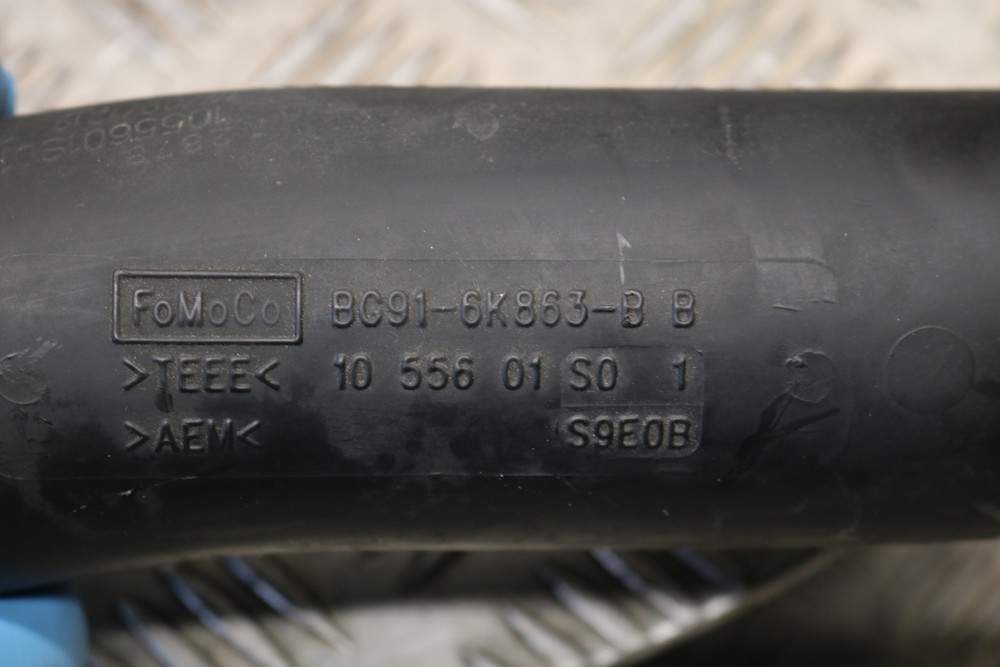 FoMoCo BG91-6K863-B B
>TEEE< 10 556 01 S0 1
>AEM< S9E0B